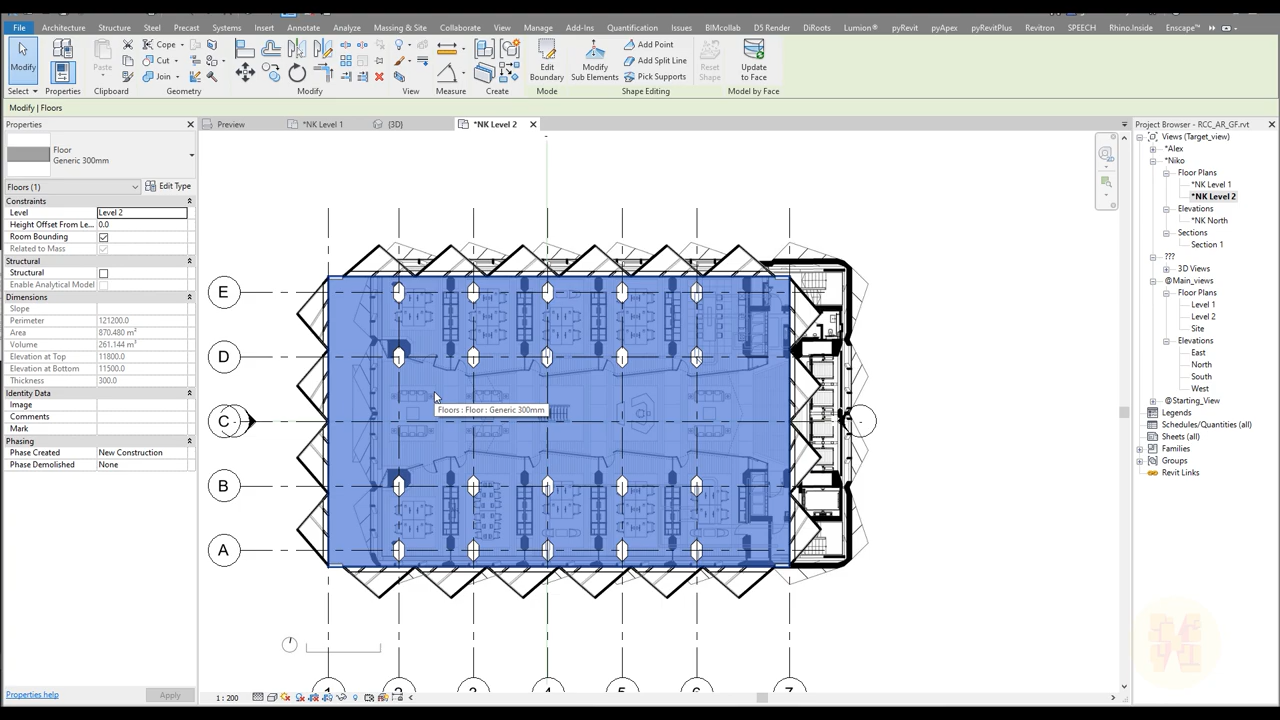 File Architecture Structure Steel Precast Systems Insert Annotate Analyze Massing & Site Collaborate View Manage Add-Ins Quantification Issues BIMcollab D5 Render DiRoots Lumion® pyRevit pyApex pyRevitPlus Revitron SPEECH Rhino.Inside Enscape™
Cope Add Point
Cut Add Split Line
Modify Properties Paste Join Edit Boundary Modify Sub Elements Pick Supports Reset Shape Update to Face
Select Properties Clipboard Geometry Modify View Measure Create Mode Shape Editing Model by Face
Modify | Floors
Properties Preview *NK Level 1 {3D} *NK Level 2 Project Browser - RCC_AR_GF.rvt
Floor
Generic 300mm
Floors (1) Edit Type
Constraints
Level Level 2
Height Offset From Le... 0.0
Room Bounding
Related to Mass
Structural
Structural
Enable Analytical Model
Dimensions
Slope
Perimeter 121200.0
Area 870.480 m²
Volume 261.144 m³
Elevation at Top 11800.0
Elevation at Bottom 11500.0
Thickness 300.0
Identity Data
Image
Comments
Mark
Phasing
Phase Created New Construction
Phase Demolished None
Properties help Apply
E
D
C
B
A
Floors : Floor : Generic 300mm
1 2 3 4 5 6 7
1 : 200
Views (Target_view)
*Alex
*Niko
Floor Plans
*NK Level 1
*NK Level 2
Elevations
*NK North
Sections
Section 1
???
3D Views
@Main_views
Floor Plans
Level 1
Level 2
Site
Elevations
East
North
South
West
@Starting_View
Legends
Schedules/Quantities (all)
Sheets (all)
Families
Groups
Revit Links